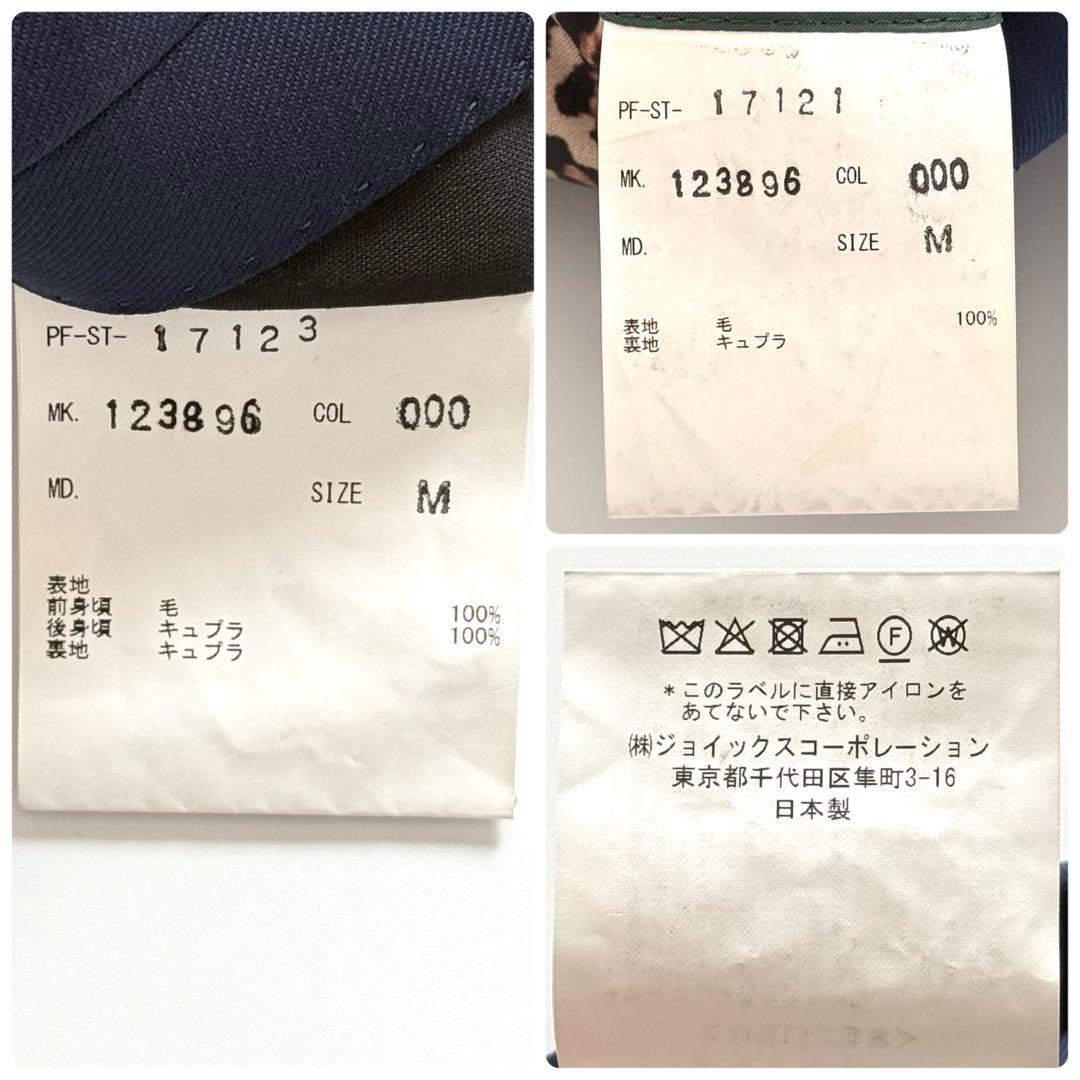 PF-ST- 17123
MK. 123896 COL 000
MD. SIZE M
表地
前身頃 毛 100%
後身頃 キュプラ 100%
裏地 キュプラ
PF-ST- 17121
MK. 123896 COL 000
MD. SIZE M
表地 毛 100%
裏地 キュプラ
F W
*このラベルに直接アイロンを
あてないで下さい。
㈱ジョイックスコーポレーション
東京都千代田区隼町3-16
日本製